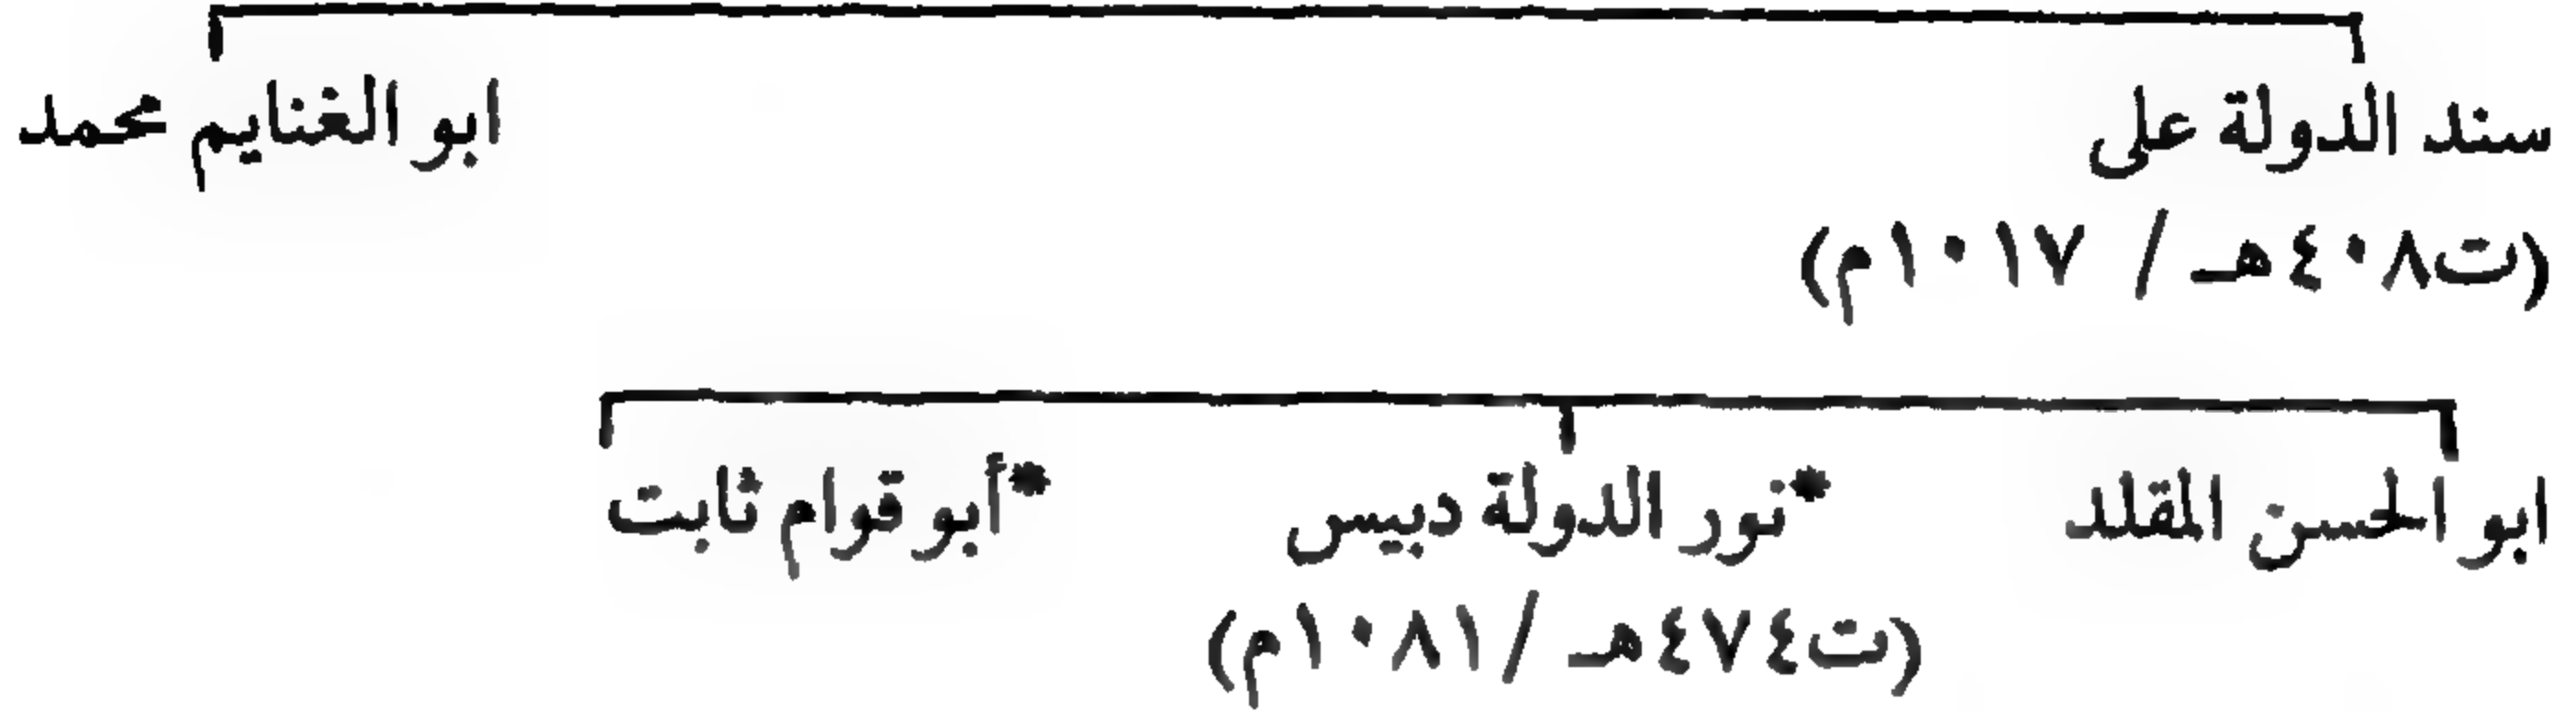 سند الدولة على ابو الغنايم محمد
(ت٤٠٨هـ / ١٠١٧م)
ابو الحسن المقلد *نور الدولة دبيس *أبو قوام ثابت
(ت٤٧٤هـ /١٠٨١م)